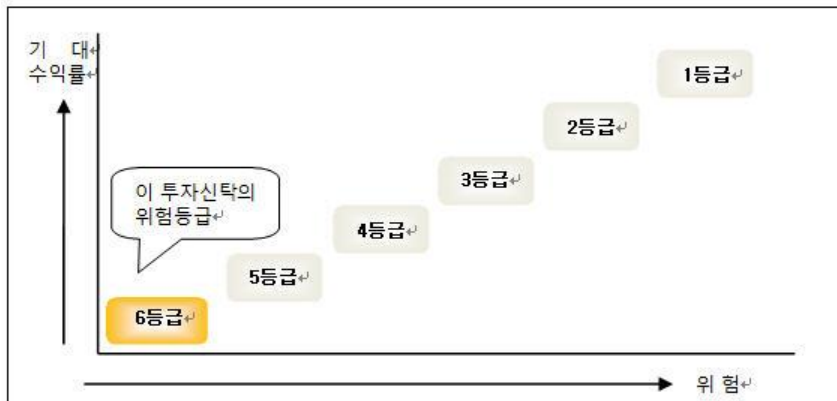 기 대
수익률
1등급
2등급
3등급
이 투자신탁의
위험등급
4등급
5등급
6등급
위 험